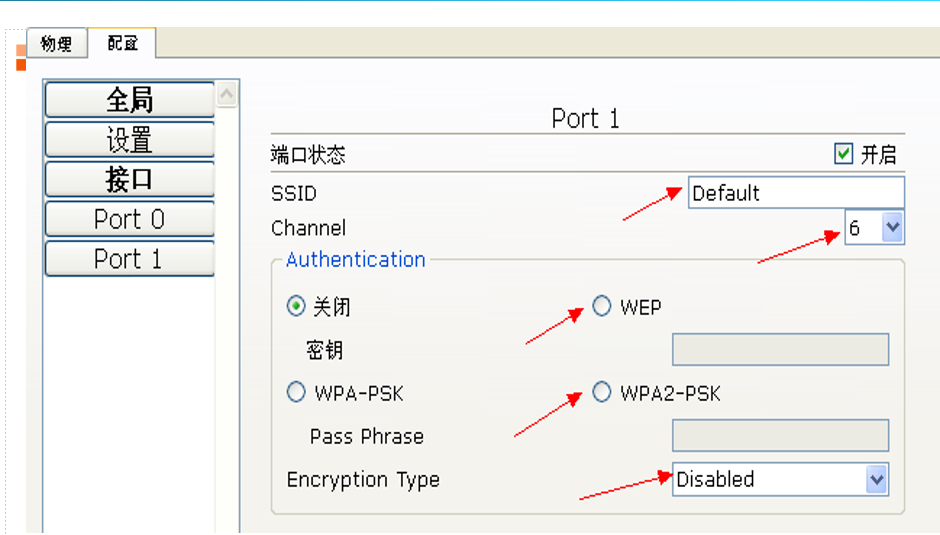 物理 配置
全局
设置
接口
Port 0
Port 1
Port 1
端口状态 开启
SSID Default
Channel 6
Authentication
关闭 WEP
密钥
WPA-PSK WPA2-PSK
Pass Phrase
Encryption Type Disabled